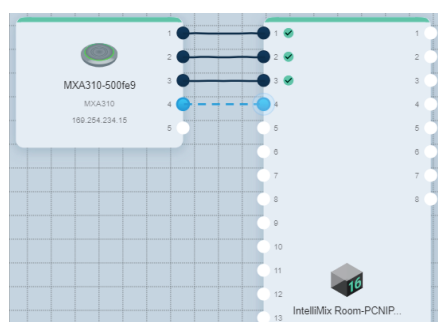 1 1 1
2 2 2
3 3 3
MXA310-500fe9
MXA310 4 4 4
169.254.234.15
5 5 5
6 6
7 7
8 8
9
10
11
16
12
IntelliMix Room-PCNIP...
13